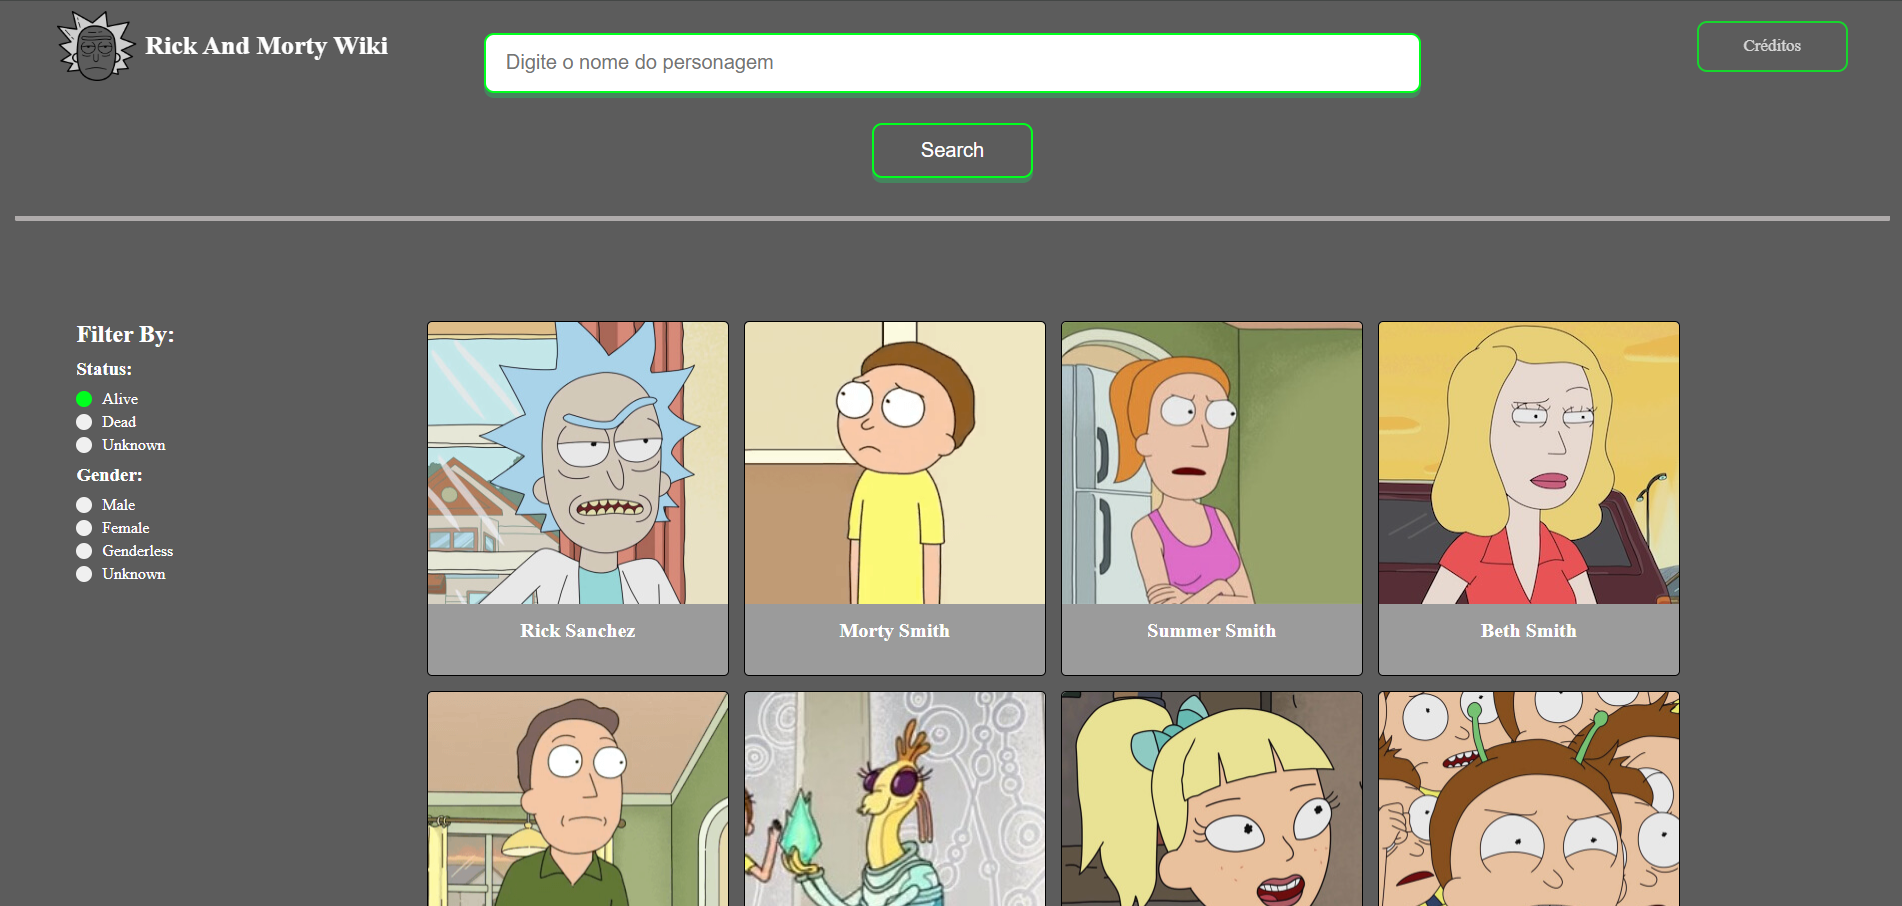 Rick And Morty Wiki
Digite o nome do personagem
Créditos
Search
Filter By:
Status:
Alive
Dead
Unknown
Gender:
Male
Female
Genderless
Unknown
Rick Sanchez
Morty Smith
Summer Smith
Beth Smith